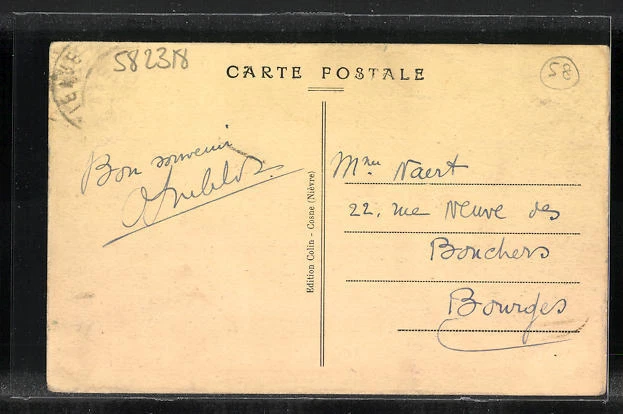 582318
CARTE POSTALE
58
Bon souvenir
Edition Colin - Cosne (Nièvre)
Mme Naert
22, rue Neuve des
Bouchers
Bourges